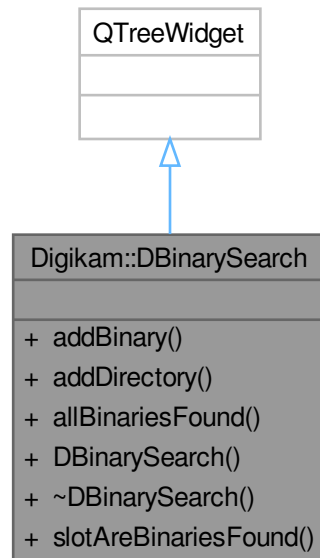 QTreeWidget
Digikam::DBinarySearch
+ addBinary()
+ addDirectory()
+ allBinariesFound()
+ DBinarySearch()
+ ~DBinarySearch()
+ slotAreBinariesFound()